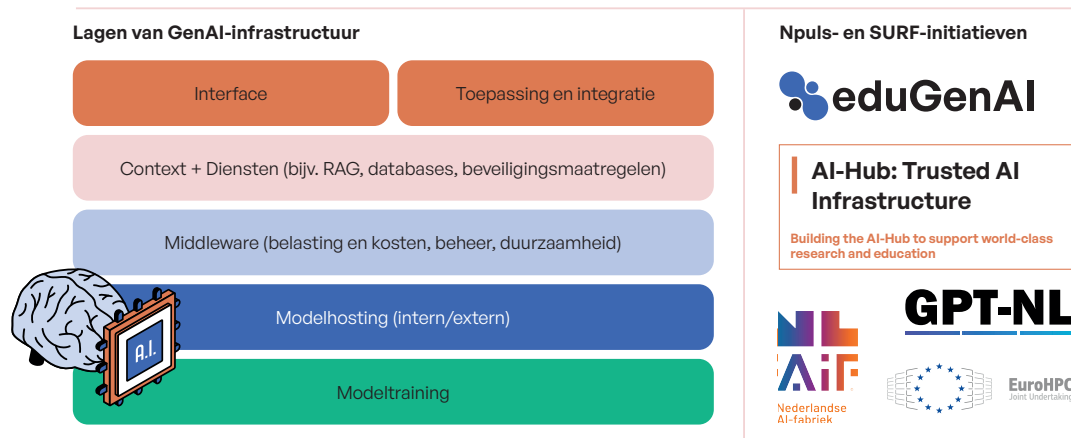 Lagen van GenAI-infrastructuur
Interface
Toepassing en integratie
Context + Diensten (bijv. RAG, databases, beveiligingsmaatregelen)
Middleware (belasting en kosten, beheer, duurzaamheid)
Modelhosting (intern/extern)
A.I.
Modeltraining
Npuls- en SURF-initiatieven
eduGenAI
AI-Hub: Trusted AI
Infrastructure
Building the AI-Hub to support world-class
research and education
GPT-NL
NL
AiF
Nederlandse
AI-fabriek
EuroHPC
Joint Undertaking